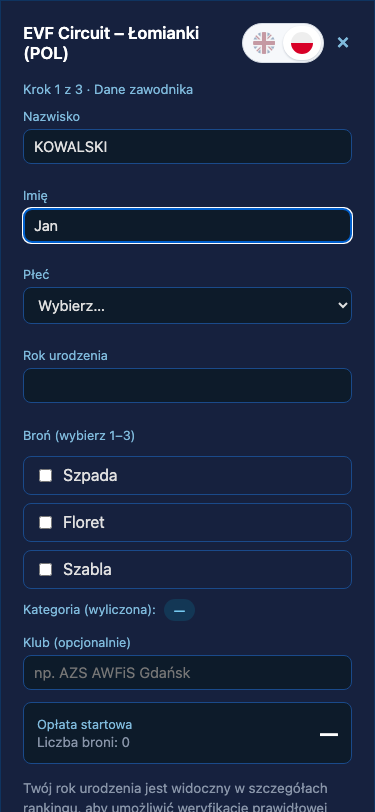 EVF Circuit – Łomianki
(POL)
×
Krok 1 z 3 · Dane zawodnika
Nazwisko
KOWALSKI
Imię
Jan
Płeć
Wybierz...
Rok urodzenia
Broń (wybierz 1–3)
Szpada
Floret
Szabla
Kategoria (wyliczona): —
Klub (opcjonalnie)
np. AZS AWFiS Gdańsk
Opłata startowa
Liczba broni: 0
—
Twój rok urodzenia jest widoczny w szczegółach
rankingu, aby umożliwić weryfikację prawidłowej